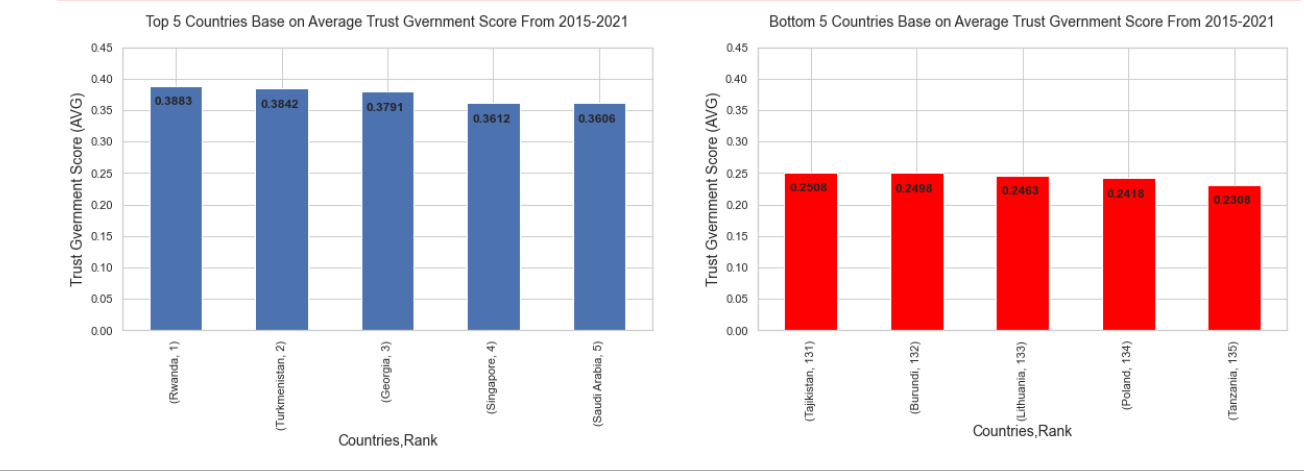 Top 5 Countries Base on Average Trust Gvernment Score From 2015-2021
0.45
0.40
0.35
0.30
0.25
0.20
0.15
0.10
0.05
0.00
Trust Gvernment Score (AVG)
0.3883
0.3842
0.3791
0.3612
0.3606
(Rwanda, 1)
(Turkmenistan, 2)
(Georgia, 3)
(Singapore, 4)
(Saudi Arabia, 5)
Countries,Rank
Bottom 5 Countries Base on Average Trust Gvernment Score From 2015-2021
0.45
0.40
0.35
0.30
0.25
0.20
0.15
0.10
0.05
0.00
Trust Gvernment Score (AVG)
0.2508
0.2498
0.2463
0.2418
0.2308
(Tajikistan, 131)
(Burundi, 132)
(Lithuania, 133)
(Poland, 134)
(Tanzania, 135)
Countries,Rank